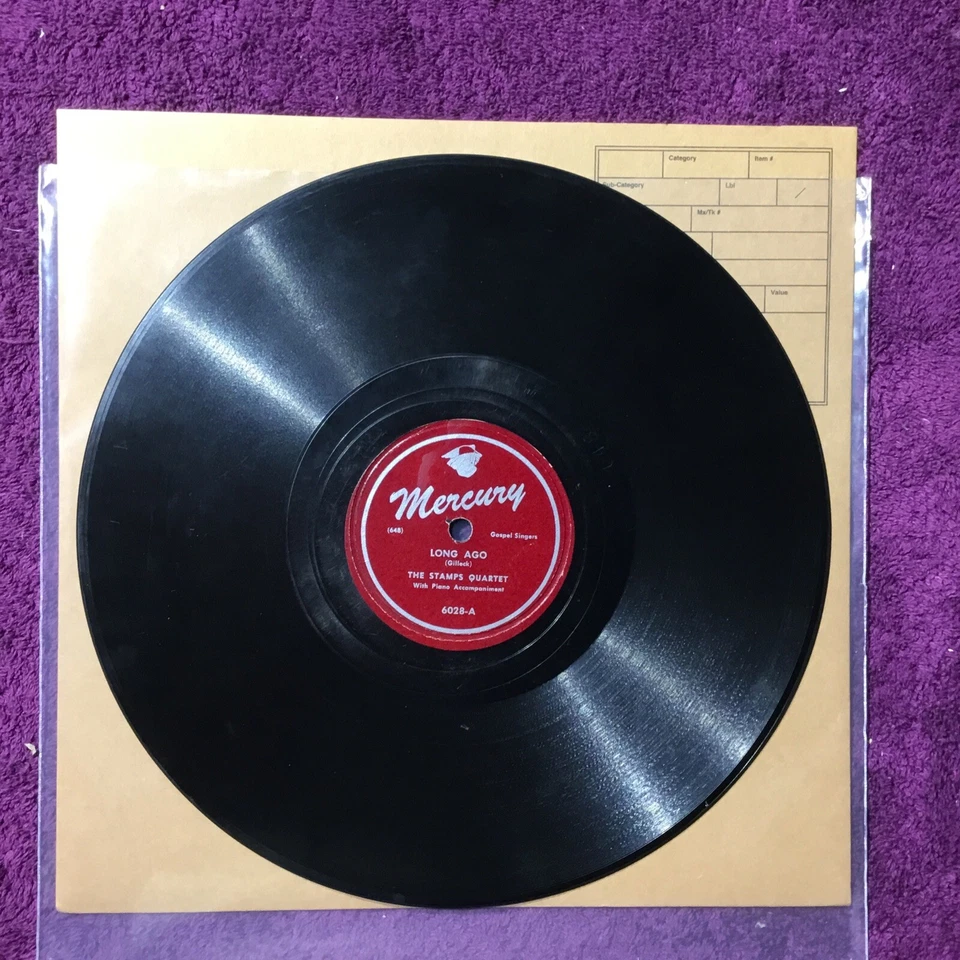 Category Item #
Sub-Category Lbl
Ma/Tk #
Value
Mercury
(648) Gospel Singers
LONG AGO
(Gilleck)
THE STAMPS QUARTET
With Piano Accompaniment
6028-A